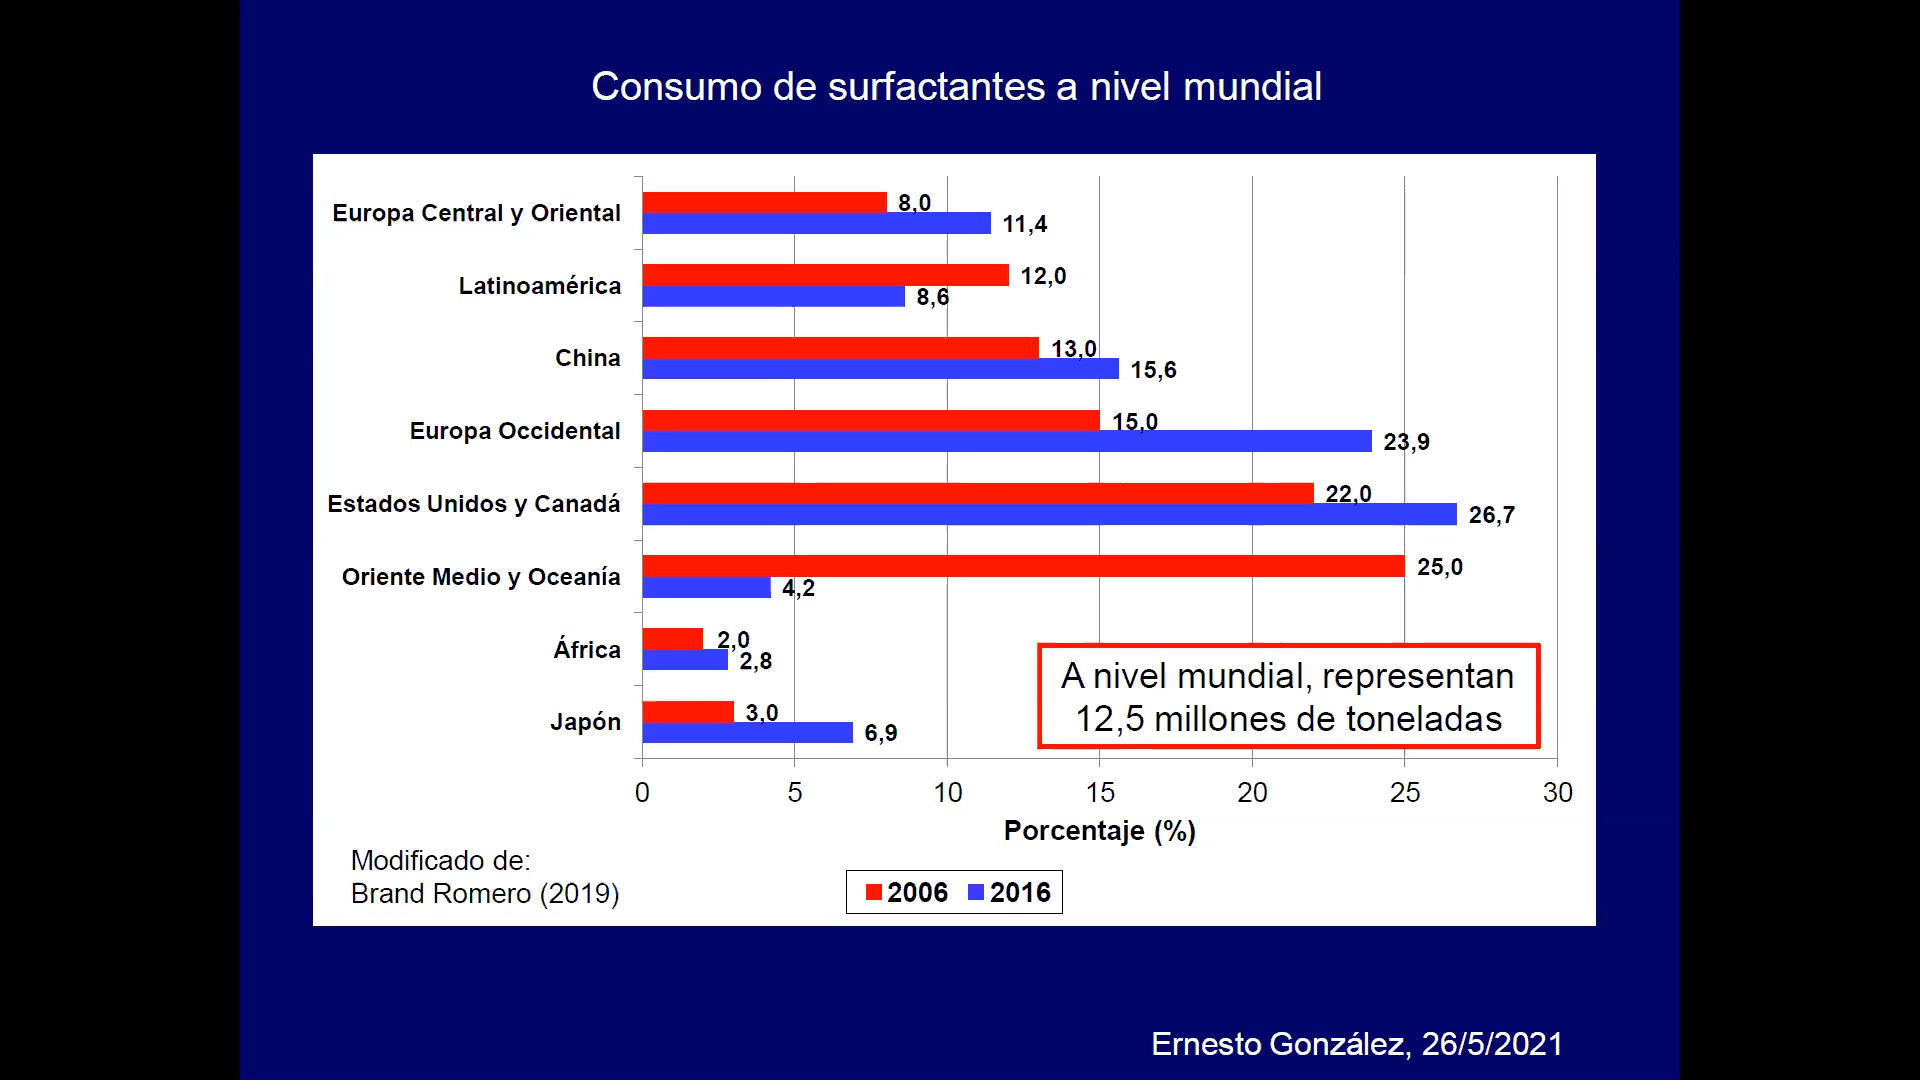 Consumo de surfactantes a nivel mundial
Europa Central y Oriental
8,0
11,4
Latinoamérica
12,0
8,6
China
13,0
15,6
Europa Occidental
15,0
23,9
Estados Unidos y Canadá
22,0
26,7
Oriente Medio y Oceanía
25,0
4,2
África
2,0
2,8
Japón
3,0
6,9
A nivel mundial, representan
12,5 millones de toneladas
0 5 10 15 20 25 30
Porcentaje (%)
Modificado de:
Brand Romero (2019)
2006 2016
Ernesto González, 26/5/2021